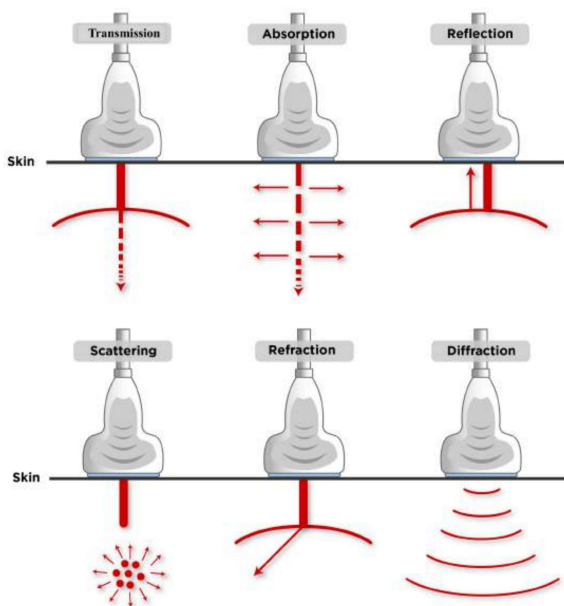 Transmission
Absorption
Reflection
Skin
Scattering
Refraction
Diffraction
Skin